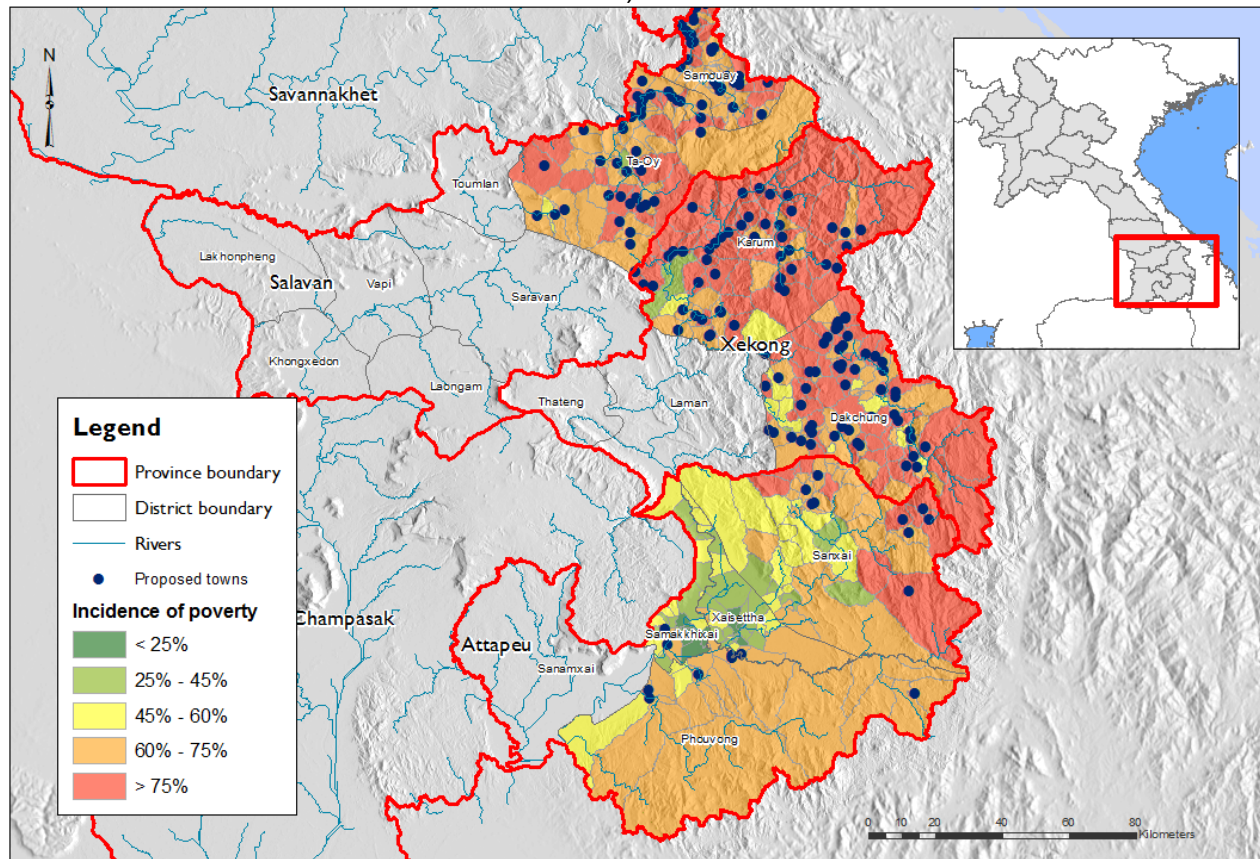 N
Savannakhet
Samouay
Ta-Oy
Toumlan
Lakhonpheng
Salavan
Vapi
Saravan
Karum
Khongxedon
Laongam
Xekong
Thateng
Laman
Dakchung
Legend
Province boundary
District boundary
Rivers
Proposed towns
Incidence of poverty
< 25%
25% - 45%
45% - 60%
60% - 75%
> 75%
Champasak
Attapeu
Sanamxai
Samakkhixai
Xaisettha
Sanxai
Phouvong
0 10 20 40 60 80
Kilometers